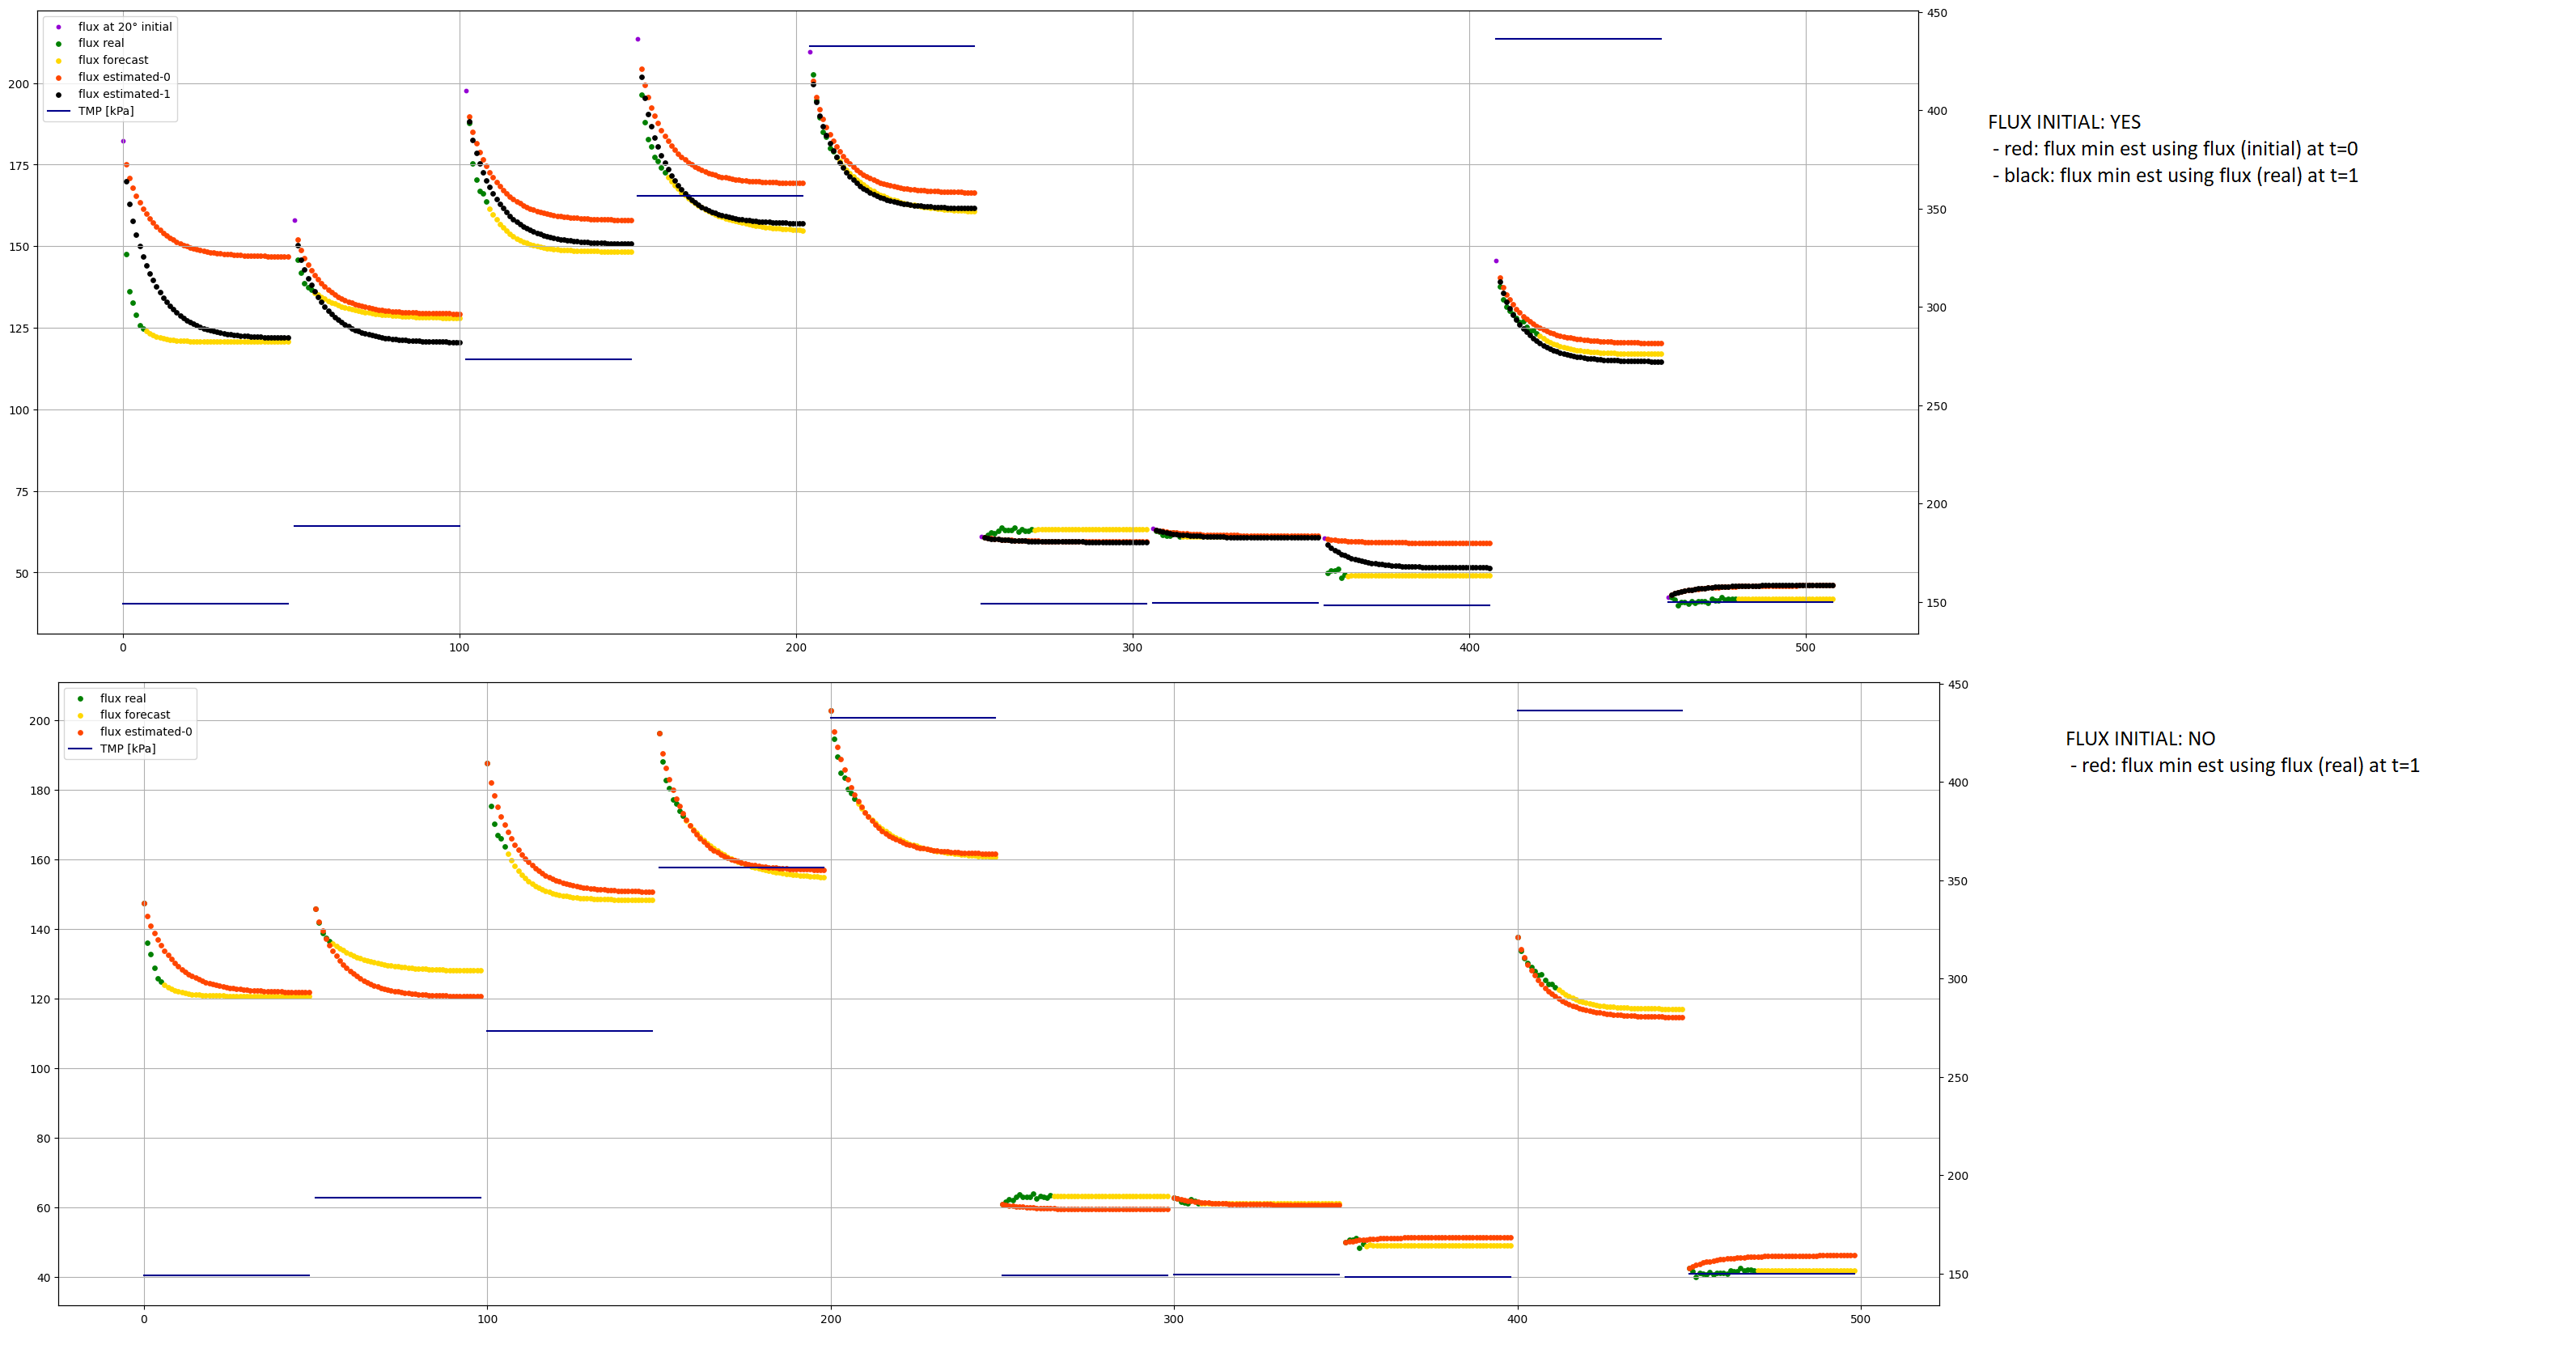 450
flux at 20° initial
flux real
flux forecast
flux estimated-0
flux estimated-1
TMP [kPa]
200
400
FLUX INITIAL: YES
- red: flux min est using flux (initial) at t=0
- black: flux min est using flux (real) at t=1
175
350
150
300
125
100
250
75
200
50
150
0 100 200 300 400 500
450
flux real
flux forecast
flux estimated-0
TMP [kPa]
200
FLUX INITIAL: NO
- red: flux min est using flux (real) at t=1
180
400
160
350
140
300
120
100
250
80
200
60
40
150
0 100 200 300 400 500